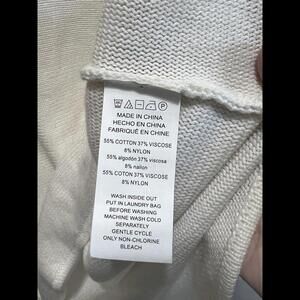 MADE IN CHINA
HECHO EN CHINA
FABRIQUÉ EN CHINE
55% COTTON 37% VISCOSE
8% NYLON
55% algodón 37% viscosa
8% nailon
55% COTON 37% VISCOSE
8% NYLON
WASH INSIDE OUT
PUT IN LAUNDRY BAG
BEFORE WASHING
MACHINE WASH COLD
SEPARATELY
GENTLE CYCLE
ONLY NON-CHLORINE
BLEACH